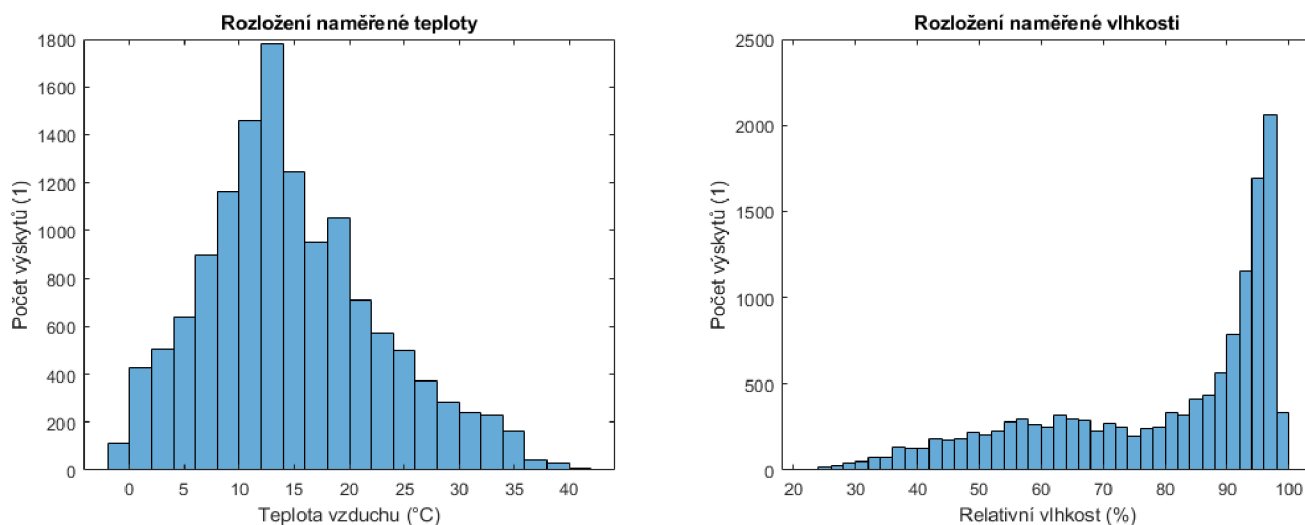 Rozložení naměřené teploty
1800
1600
1400
1200
1000
800
600
400
200
0
Počet výskytů (1)
0 5 10 15 20 25 30 35 40
Teplota vzduchu (°C)
Rozložení naměřené vlhkosti
2500
2000
1500
1000
500
0
Počet výskytů (1)
20 30 40 50 60 70 80 90 100
Relativní vlhkost (%)